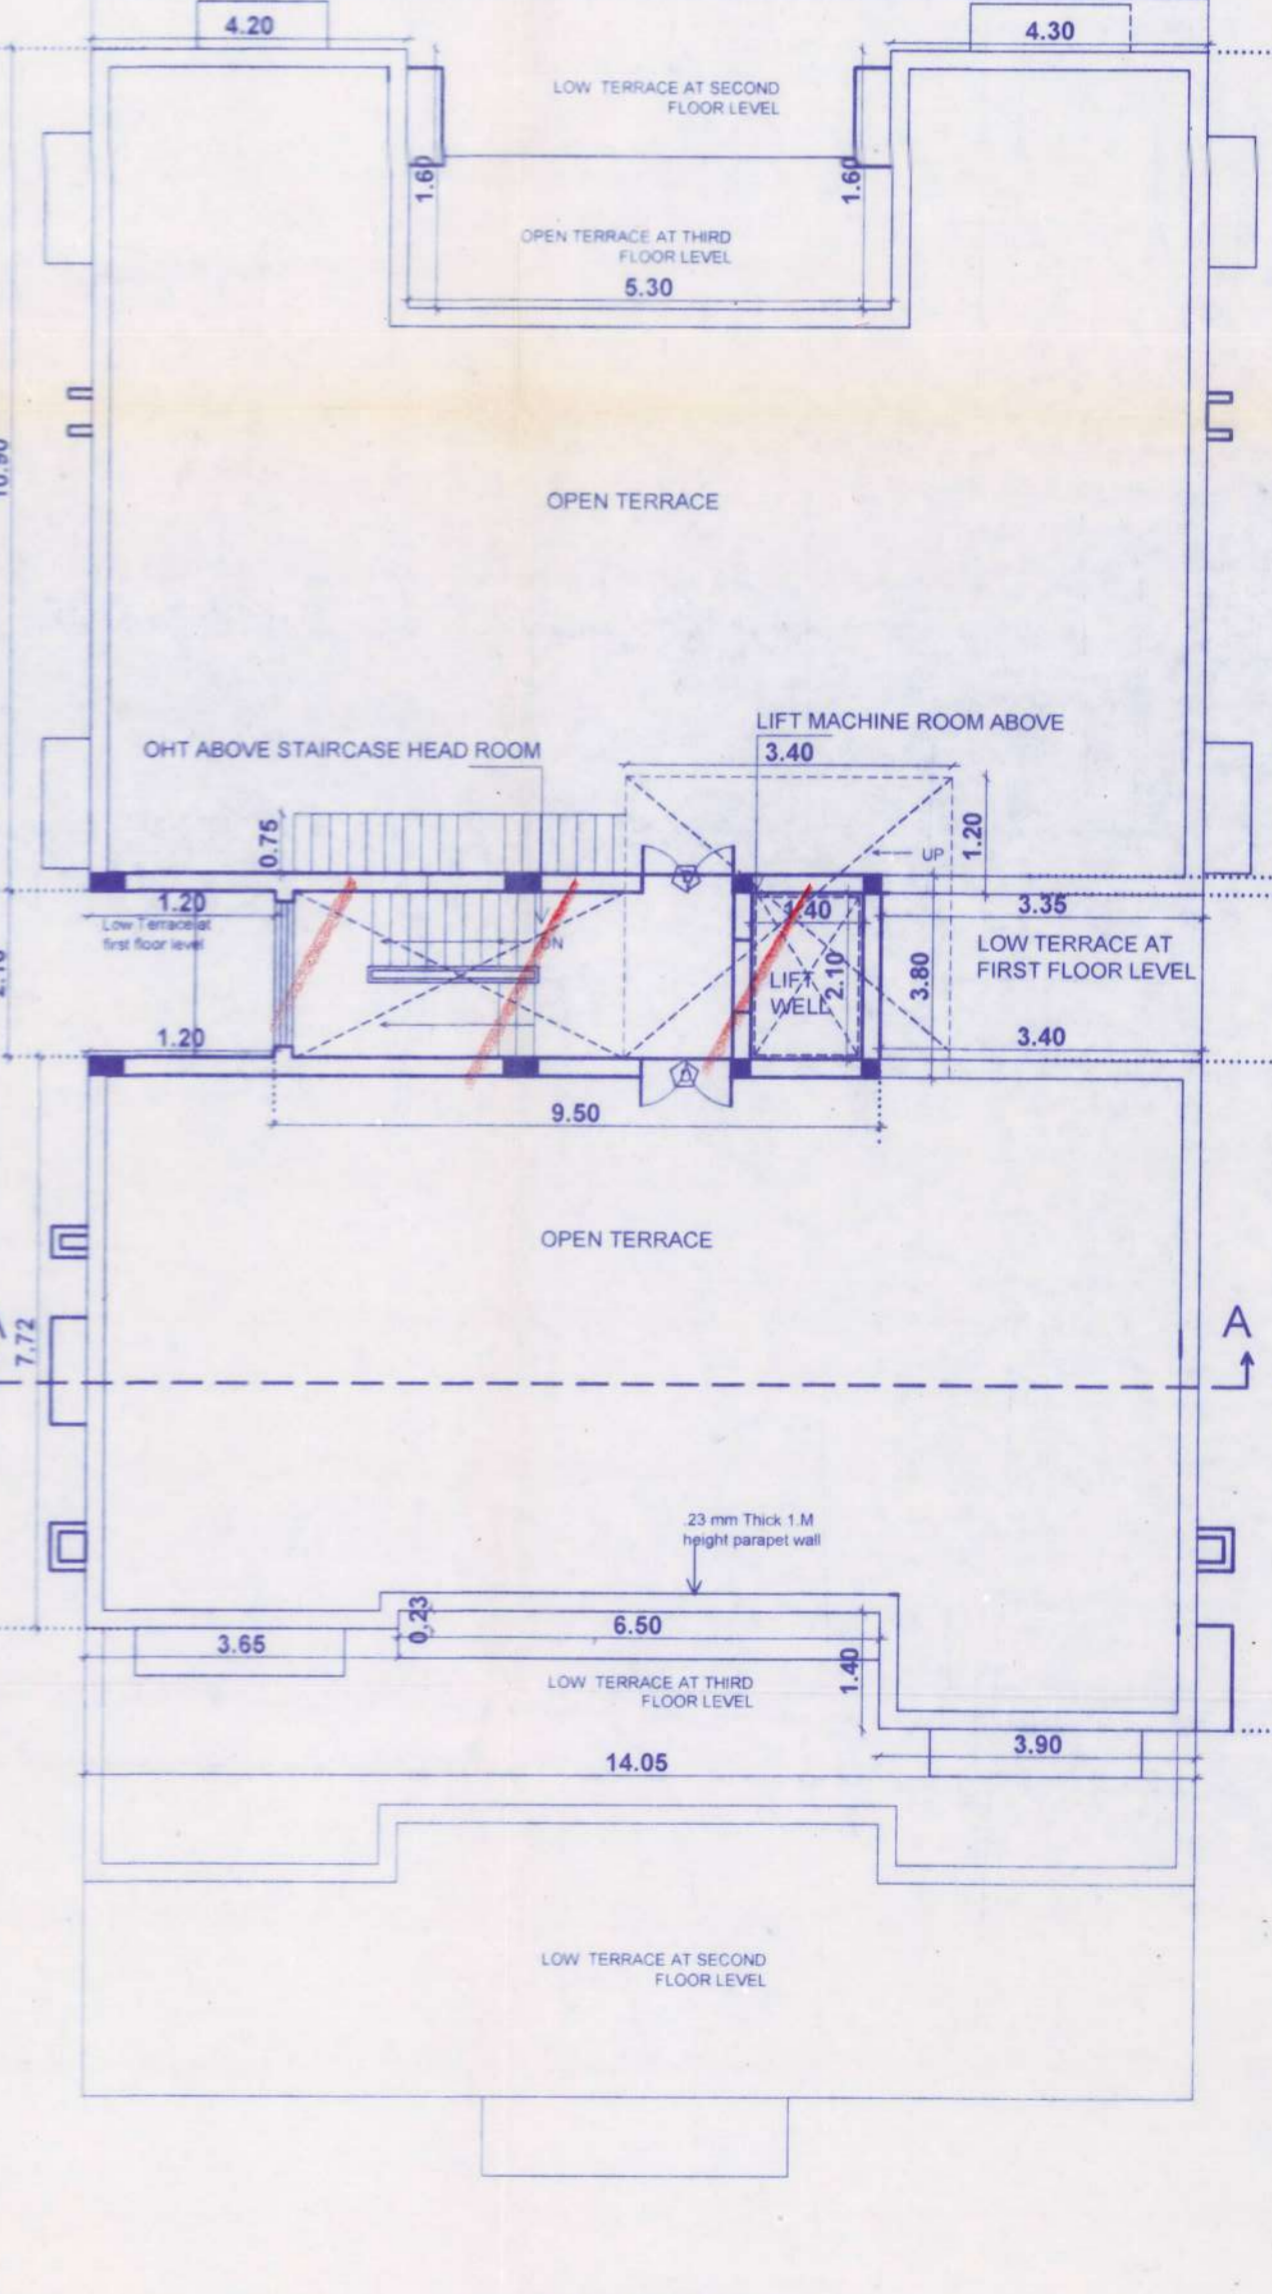 4.20
4.30
LOW TERRACE AT SECOND
FLOOR LEVEL
1.60
1.60
OPEN TERRACE AT THIRD
FLOOR LEVEL
5.30
OPEN TERRACE
LIFT MACHINE ROOM ABOVE
3.40
OHT ABOVE STAIRCASE HEAD ROOM
0.75
1.20
UP
1.20
Low Terrace at
first floor level
DN
1.40
3.35
LOW TERRACE AT
FIRST FLOOR LEVEL
LIFT
WELL
2.10
3.80
1.20
3.40
D
9.50
OPEN TERRACE
A
7.72
.23 mm Thick 1.M
height parapet wall
0.23
6.50
3.65
1.40
LOW TERRACE AT THIRD
FLOOR LEVEL
3.90
14.05
LOW TERRACE AT SECOND
FLOOR LEVEL